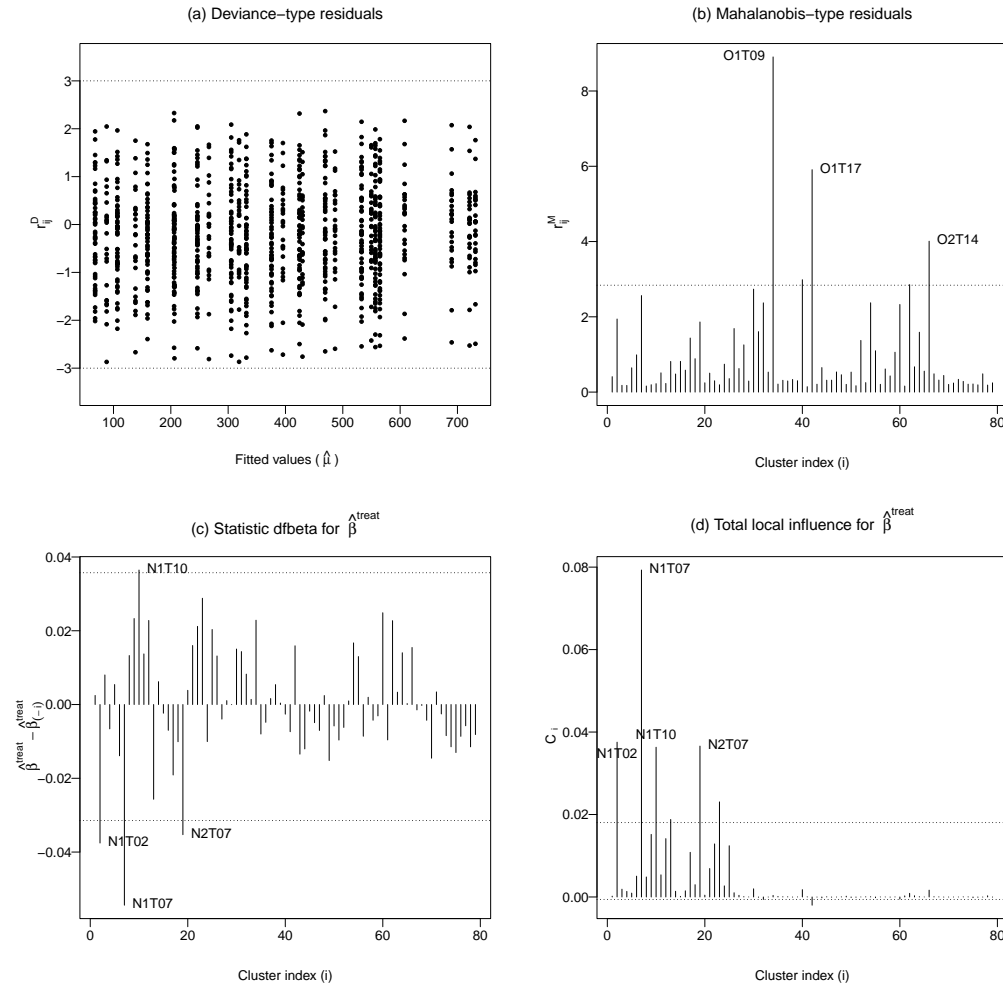 (a) Deviance−type residuals
3
2
1
0
−1
−2
−3
r^D_ij
100 200 300 400 500 600 700
Fitted values ( μ̂ )
(b) Mahalanobis−type residuals
8
6
4
2
0
r^M_ij
O1T09
O1T17
O2T14
0 20 40 60 80
Cluster index (i)
(c) Statistic dfbeta for β̂^treat
0.04
0.02
0.00
−0.02
−0.04
β̂^treat − β̂^treat_(−i)
N1T10
N1T02
N2T07
N1T07
0 20 40 60 80
Cluster index (i)
(d) Total local influence for β̂^treat
0.08
0.06
0.04
0.02
0.00
C_i
N1T07
N1T10
N2T07
N1T02
0 20 40 60 80
Cluster index (i)